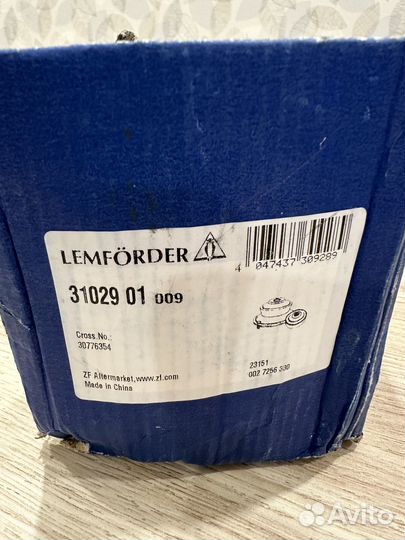 LEMFÖRDER
4 047437 309289
31029 01 009
Cross.No.:
30776354
ZF Aftermarket,www.zf.com
Made in China
23151
002 7256 300
Avito